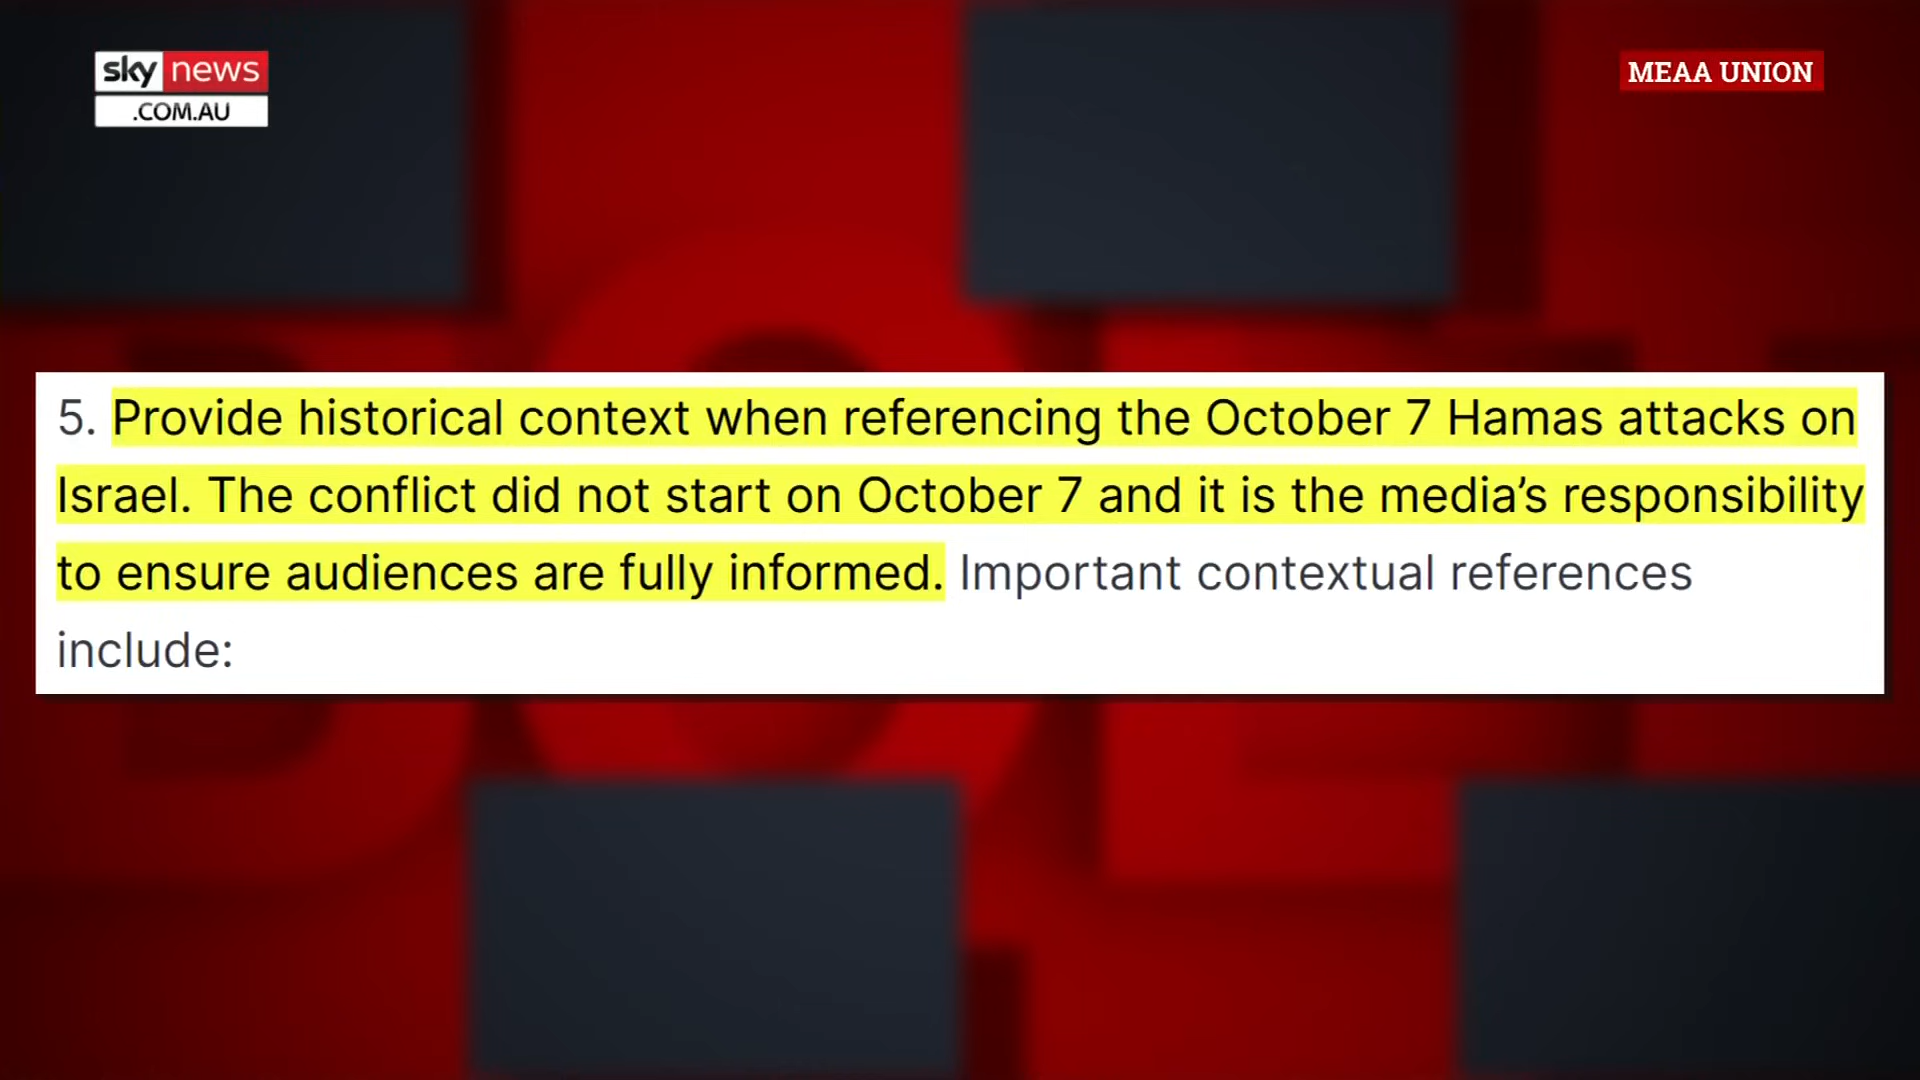 sky news
.COM.AU
MEAA UNION
5. Provide historical context when referencing the October 7 Hamas attacks on
Israel. The conflict did not start on October 7 and it is the media’s responsibility
to ensure audiences are fully informed. Important contextual references
include: